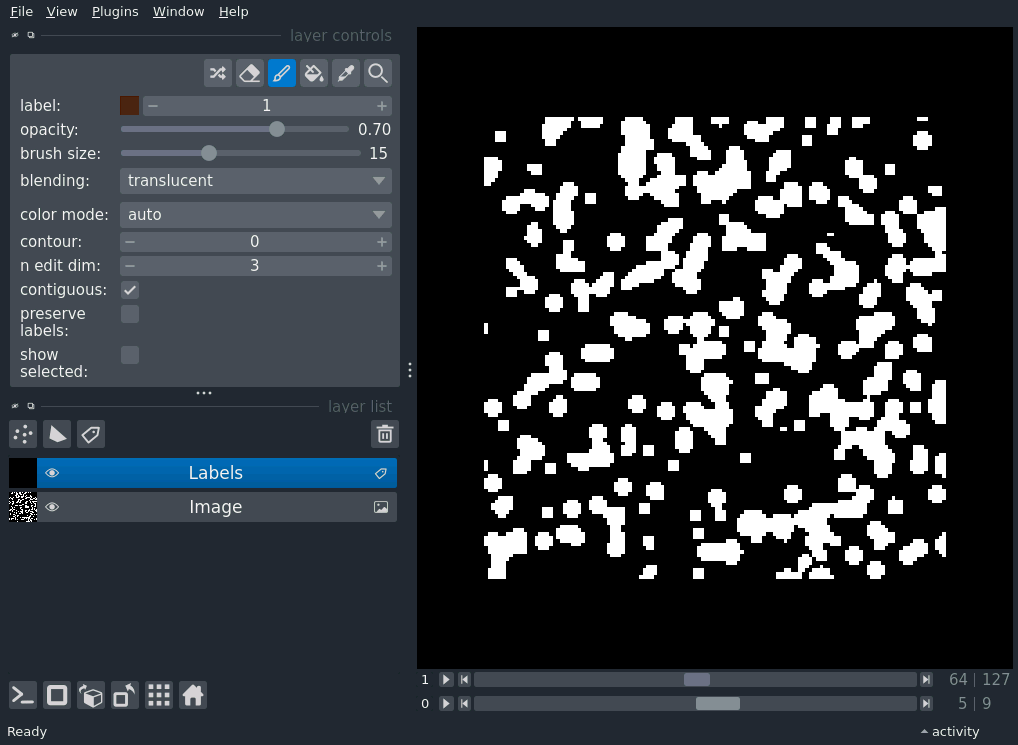 File View Plugins Window Help
layer controls
label: 1
opacity: 0.70
brush size: 15
blending: translucent
color mode: auto
contour: 0
n edit dim: 3
contiguous:
preserve
labels:
show
selected:
layer list
Labels
Image
1 64 | 127
0 5 | 9
Ready activity